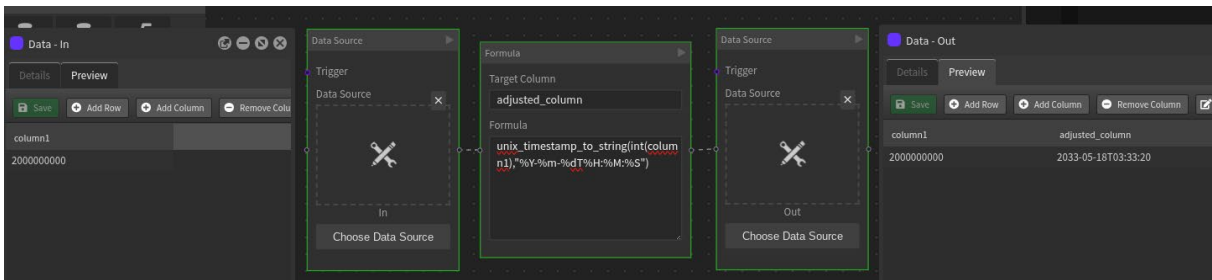 Data - In
Details Preview
Save Add Row Add Column Remove Colu
column1
2000000000
Data Source
Trigger
Data Source
In
Choose Data Source
Formula
Target Column
adjusted_column
Formula
unix_timestamp_to_string(int(colum
n1),"%Y-%m-%dT%H:%M:%S")
Data Source
Trigger
Data Source
Out
Choose Data Source
Data - Out
Details Preview
Save Add Row Add Column Remove Column
column1 adjusted_column
2000000000 2033-05-18T03:33:20